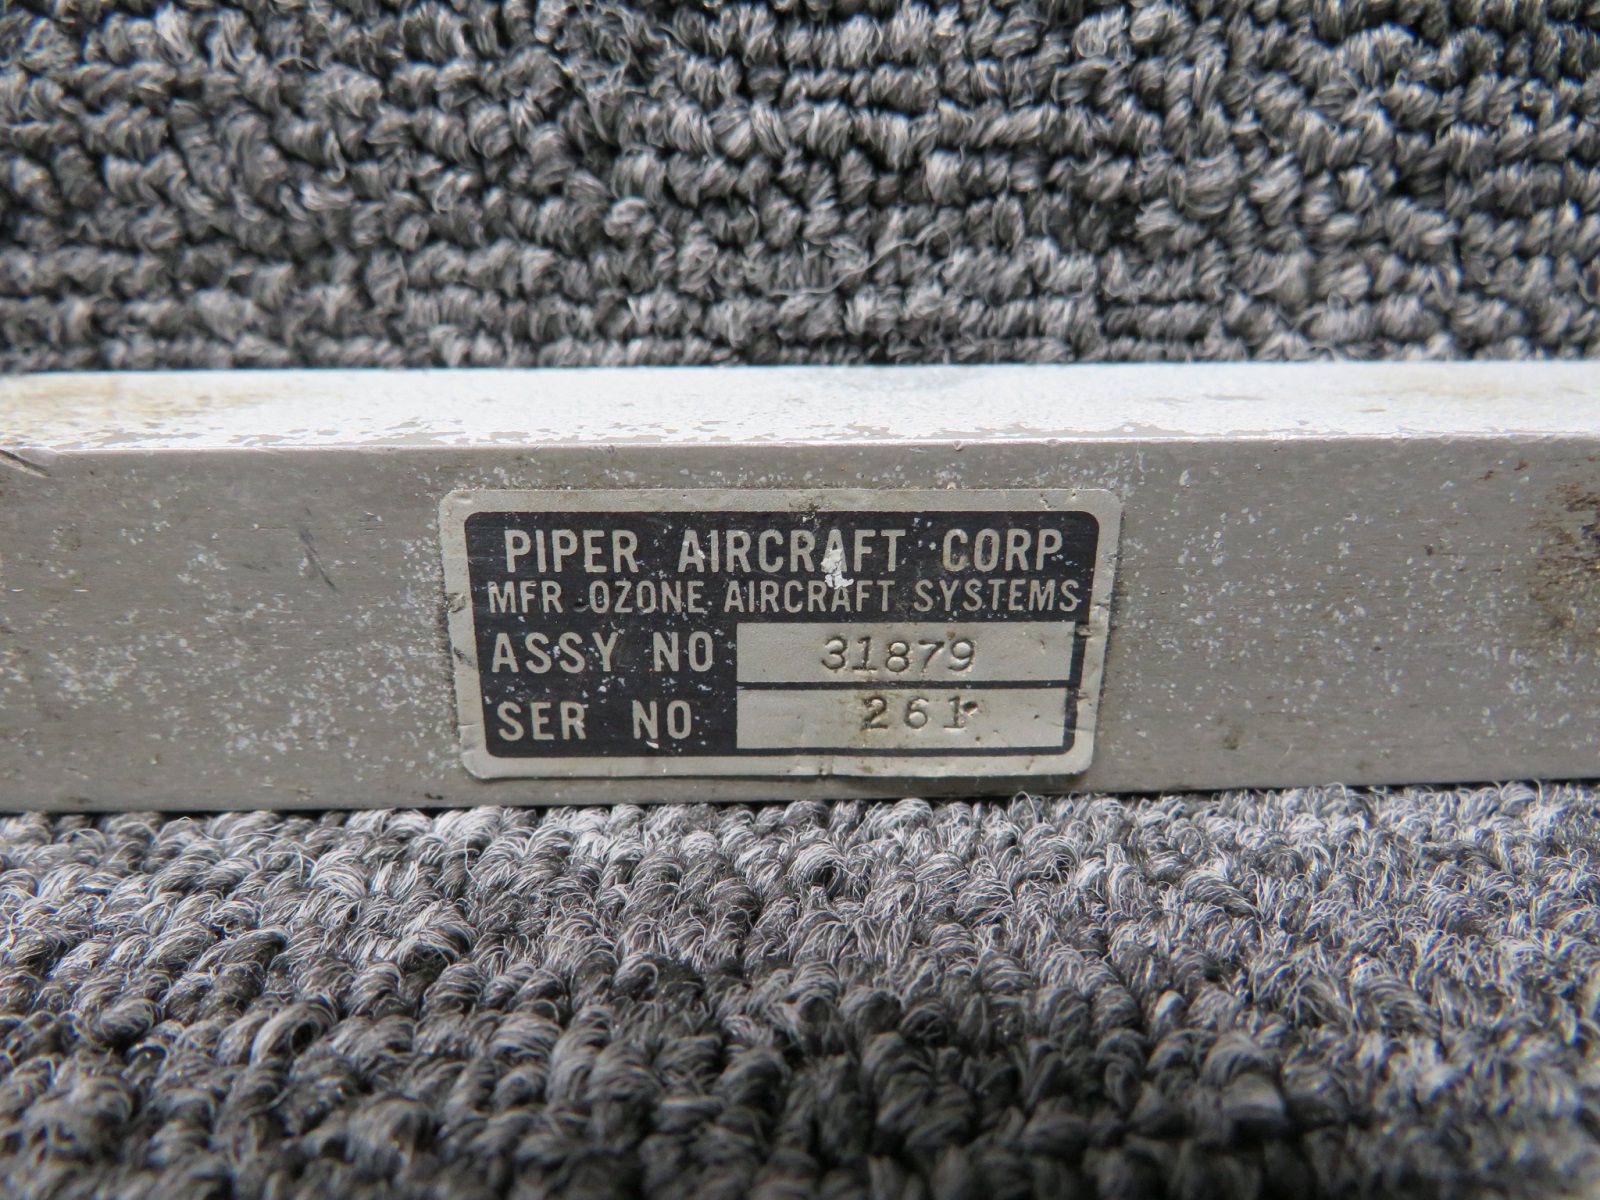 PIPER AIRCRAFT CORP
MFR OZONE AIRCRAFT SYSTEMS
ASSY NO 31879
SER NO 261